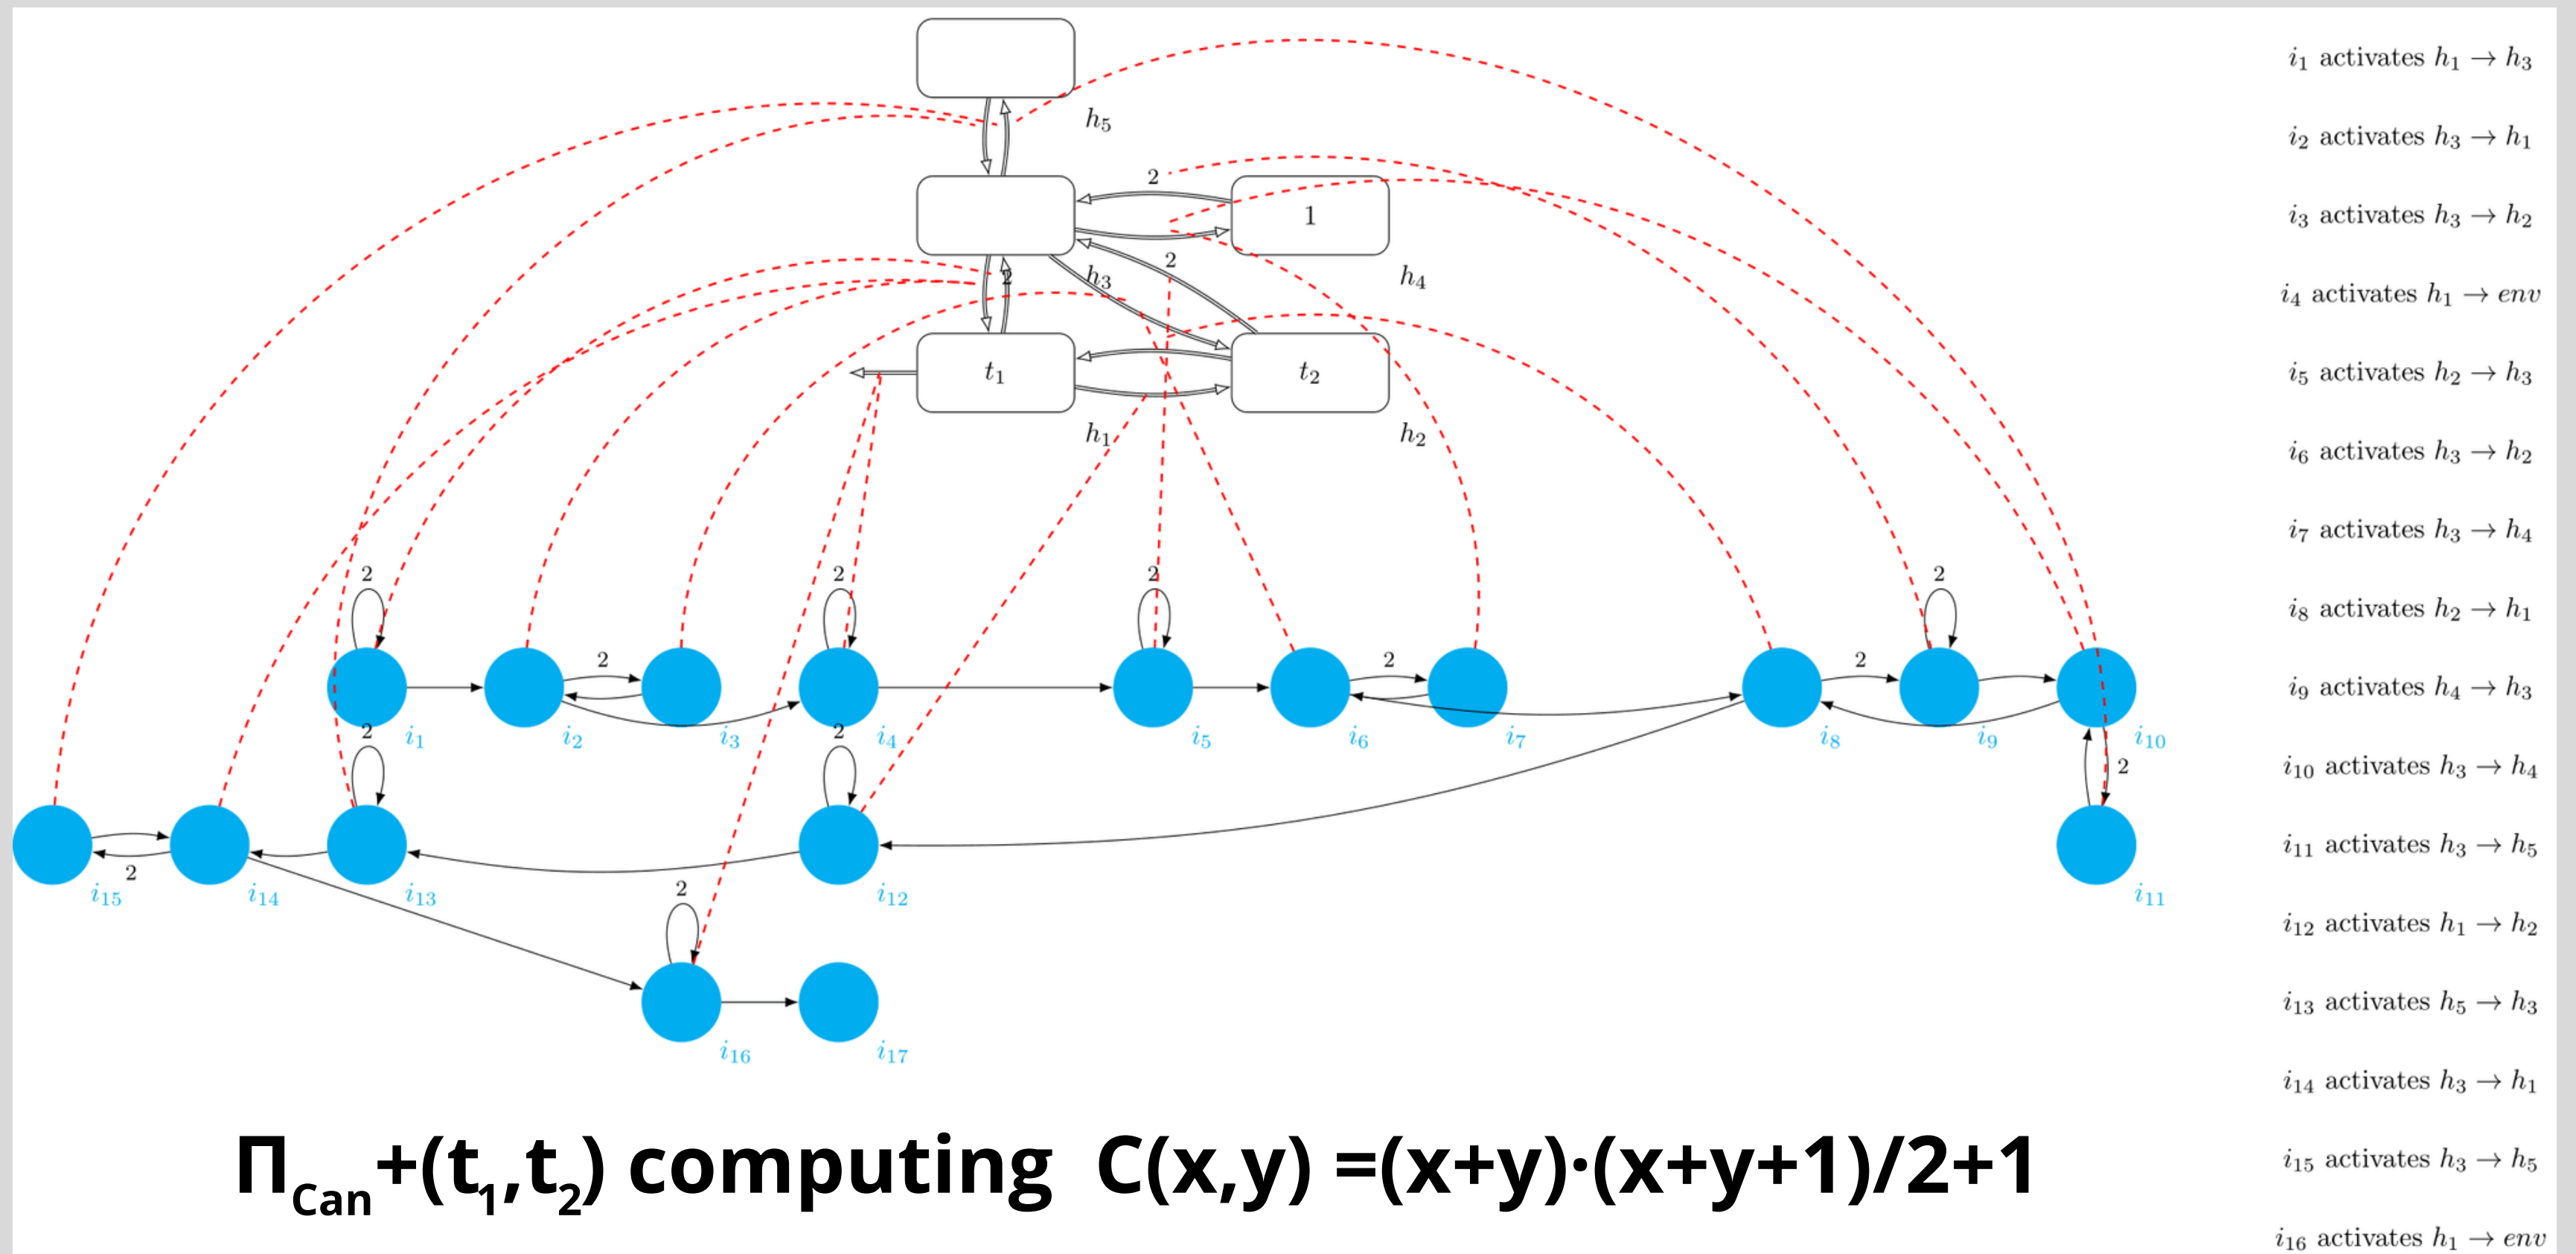 h₅
2
1
2
h₃
2
h₄
t₁
t₂
h₁
h₂
2
2
2
2
2
2
2
i₁
i₂
i₃
i₄
i₅
i₆
i₇
i₈
i₉
i₁₀
2
2
2
2
i₁₅
i₁₄
i₁₃
i₁₂
i₁₁
2
i₁₆
i₁₇
Π_Can+(t₁,t₂) computing C(x,y) =(x+y)·(x+y+1)/2+1
i₁ activates h₁ → h₃
i₂ activates h₃ → h₁
i₃ activates h₃ → h₂
i₄ activates h₁ → env
i₅ activates h₂ → h₃
i₆ activates h₃ → h₂
i₇ activates h₃ → h₄
i₈ activates h₂ → h₁
i₉ activates h₄ → h₃
i₁₀ activates h₃ → h₄
i₁₁ activates h₃ → h₅
i₁₂ activates h₁ → h₂
i₁₃ activates h₅ → h₃
i₁₄ activates h₃ → h₁
i₁₅ activates h₃ → h₅
i₁₆ activates h₁ → env